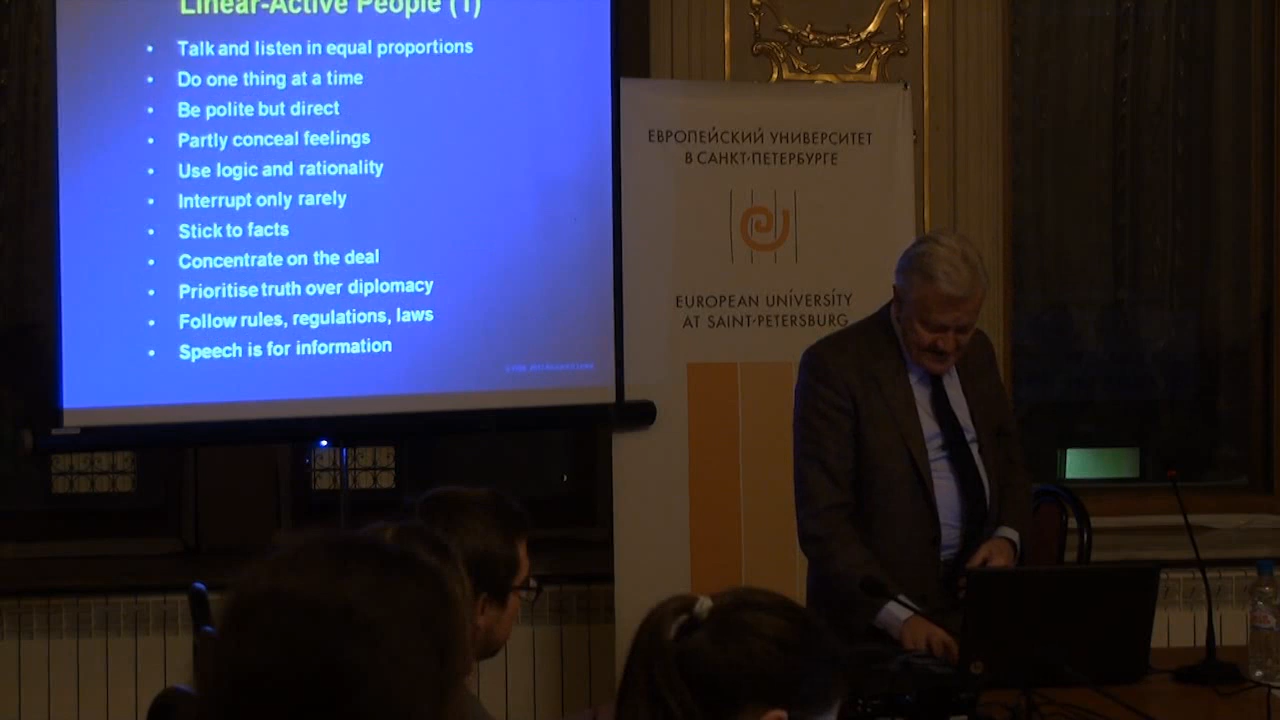 Linear-Active People (1)
• Talk and listen in equal proportions
• Do one thing at a time
• Be polite but direct
• Partly conceal feelings
• Use logic and rationality
• Interrupt only rarely
• Stick to facts
• Concentrate on the deal
• Prioritise truth over diplomacy
• Follow rules, regulations, laws
• Speech is for information
ЕВРОПЕЙСКИЙ УНИВЕРСИТЕТ
В САНКТ-ПЕТЕРБУРГЕ
EUROPEAN UNIVERSITY
AT SAINT-PETERSBURG